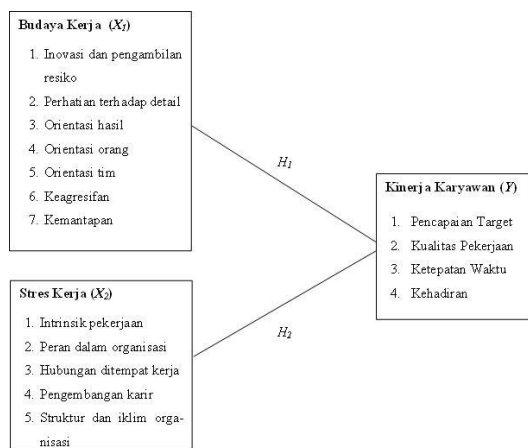 Budaya Kerja (X1)
1. Inovasi dan pengambilan
resiko
2. Perhatian terhadap detail
3. Orientasi hasil
4. Orientasi orang
5. Orientasi tim
6. Keagresifan
7. Kemantapan
H1
Kinerja Karyawan (Y)
1. Pencapaian Target
2. Kualitas Pekerjaan
3. Ketepatan Waktu
4. Kehadiran
Stres Kerja (X2)
1. Intrinsik pekerjaan
2. Peran dalam organisasi
3. Hubungan ditempat kerja
4. Pengembangan karir
5. Struktur dan iklim orga-
nisasi
H2